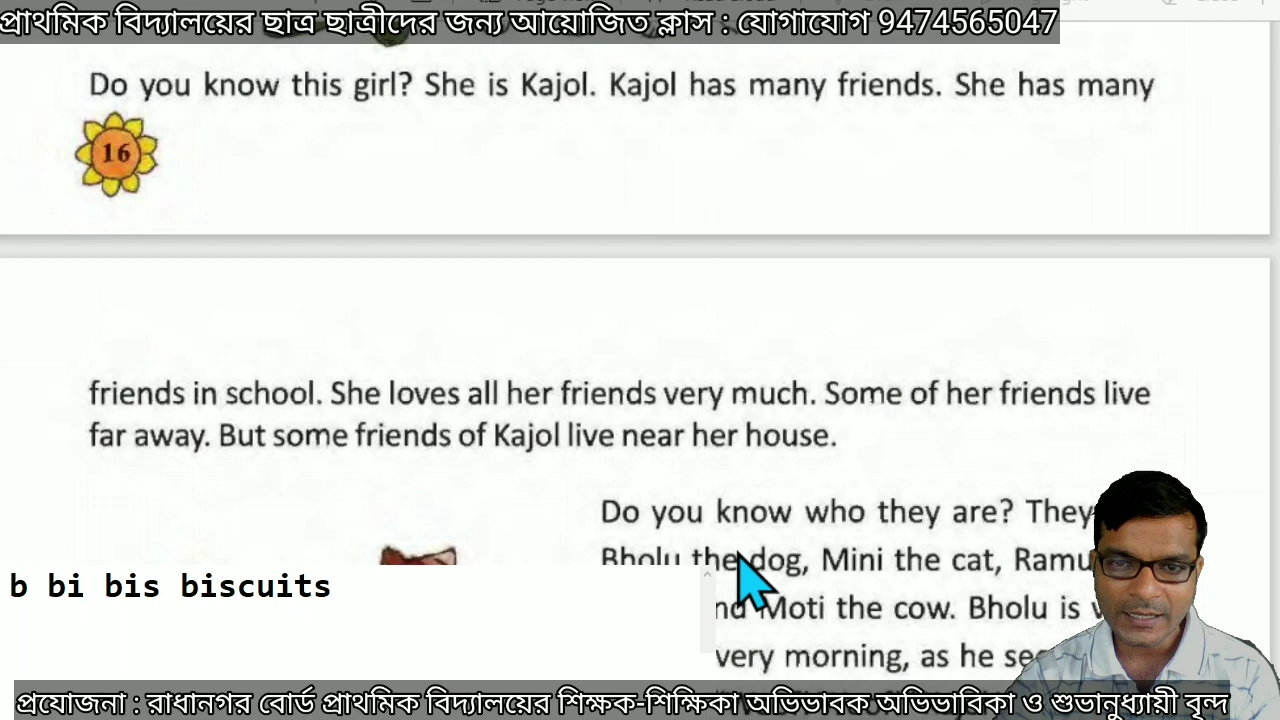 প্রাথমিক বিদ্যালয়ের ছাত্র ছাত্রীদের জন্য আয়োজিত ক্লাস : যোগাযোগ 9474565047
Do you know this girl? She is Kajol. Kajol has many friends. She has many
16
friends in school. She loves all her friends very much. Some of her friends live
far away. But some friends of Kajol live near her house.
Do you know who they are? They
Bholu the dog, Mini the cat, Ramu
Moti the cow. Bholu is
very morning, as he
b bi bis biscuits
প্রযোজনা : রাধানগর বোর্ড প্রাথমিক বিদ্যালয়ের শিক্ষক-শিক্ষিকা অভিভাবক অভিভাবিকা ও শুভানুধ্যায়ী বৃন্দ